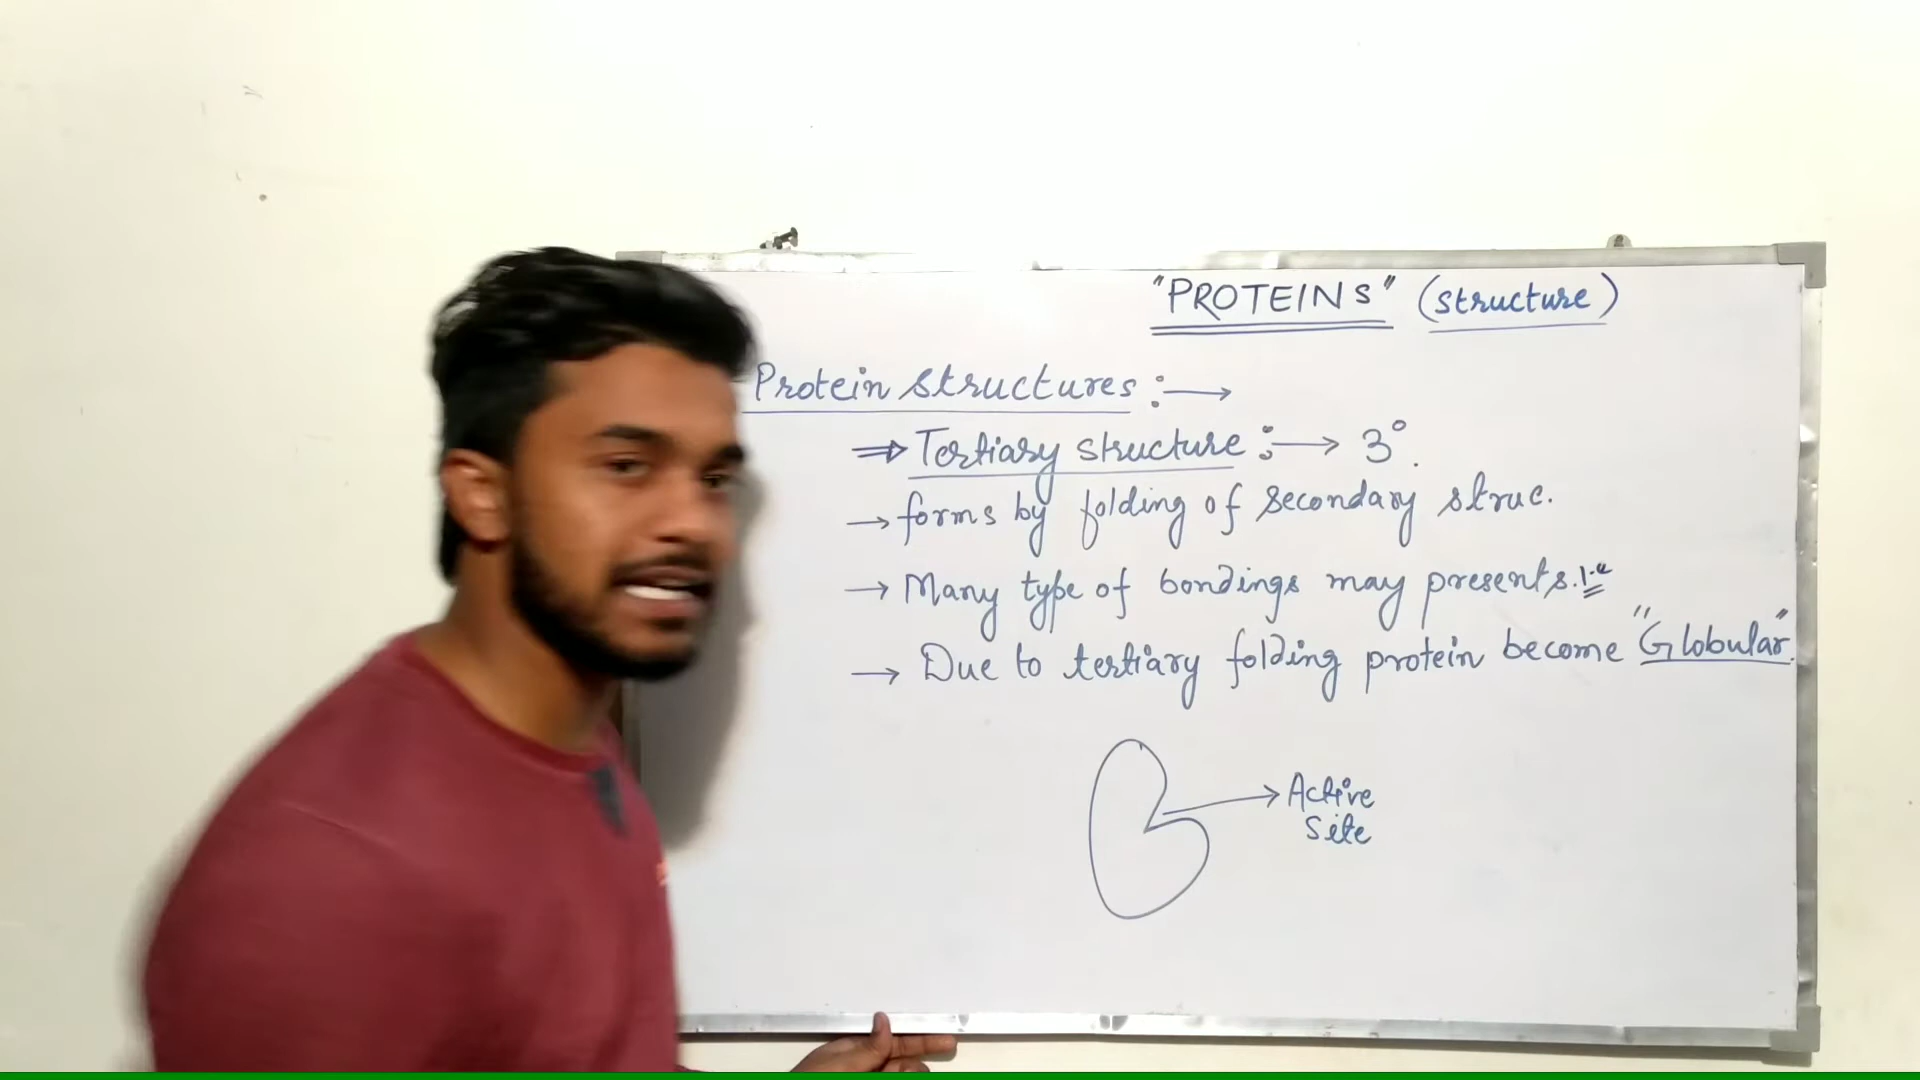 "PROTEINS" (structure)
Protein structures :→
⇒ Tertiary structure :→ 3°.
→ forms by folding of secondary struc.
→ Many type of bondings may presents. i.e
→ Due to tertiary folding protein become "Globular".
→ Active
Site